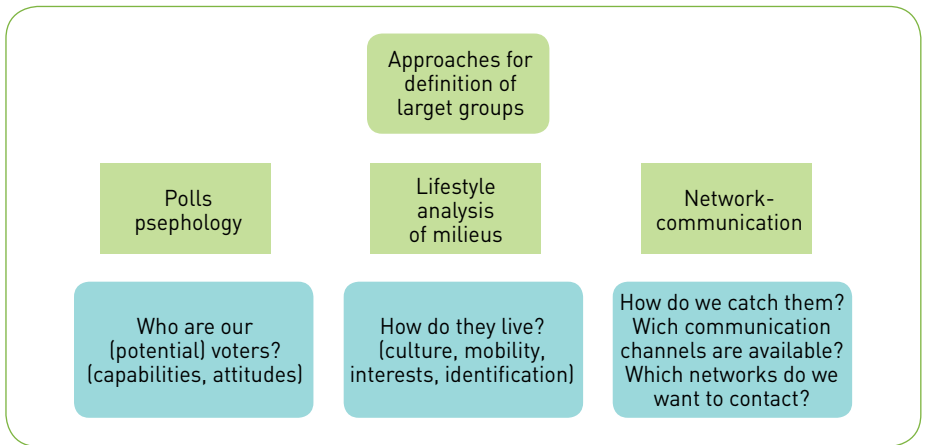 Approaches for
definition of
larget groups
Polls
psephology
Lifestyle
analysis
of milieus
Network-
communication
Who are our
(potential) voters?
(capabilities, attitudes)
How do they live?
(culture, mobility,
interests, identification)
How do we catch them?
Wich communication
channels are available?
Which networks do we
want to contact?